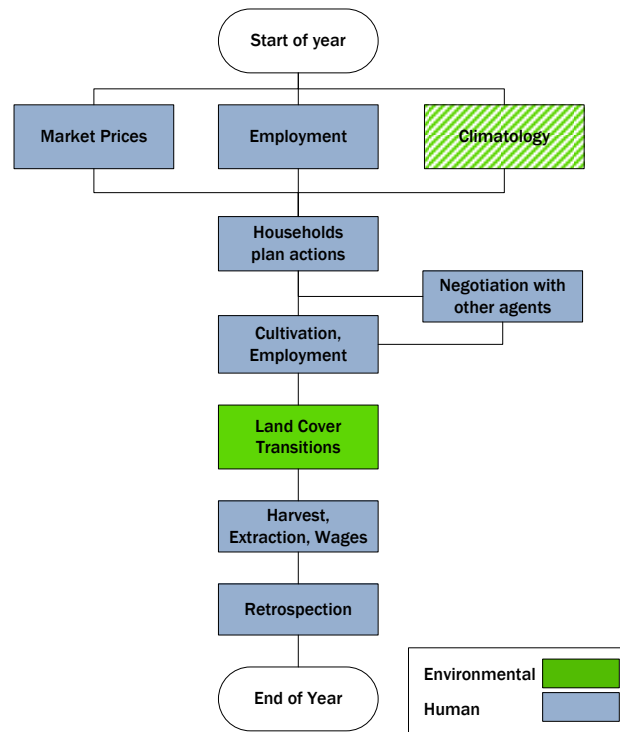 Start of year
Market Prices
Employment
Climatology
Households
plan actions
Negotiation with
other agents
Cultivation,
Employment
Land Cover
Transitions
Harvest,
Extraction, Wages
Retrospection
End of Year
Environmental
Human